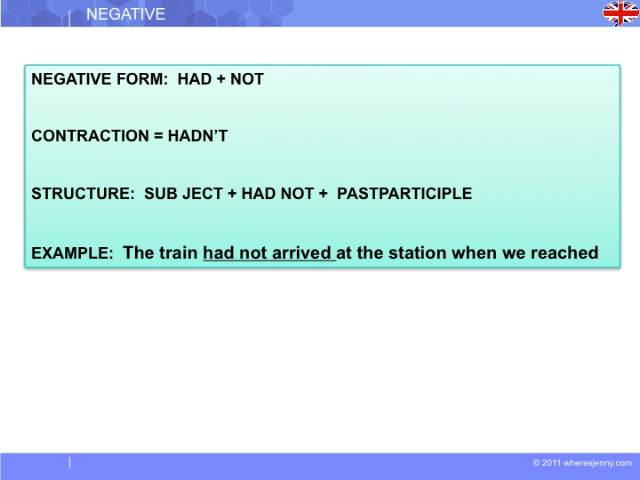 NEGATIVE
NEGATIVE FORM: HAD + NOT
CONTRACTION = HADN’T
STRUCTURE: SUB JECT + HAD NOT + PASTPARTICIPLE
EXAMPLE: The train had not arrived at the station when we reached
© 2011 wheresjenny.com